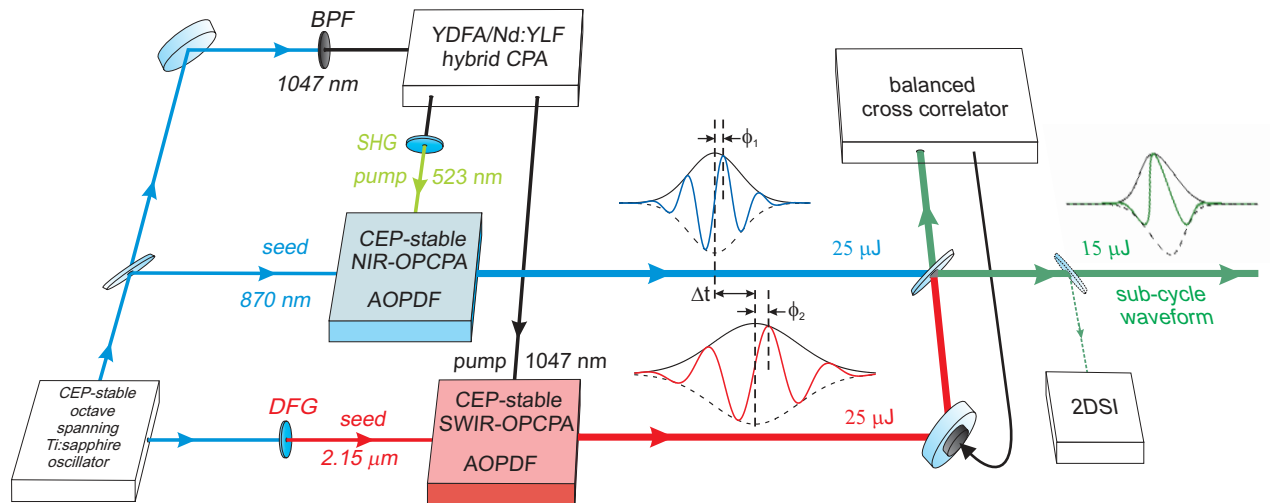 BPF
1047 nm
YDFA/Nd:YLF
hybrid CPA
SHG
pump 523 nm
seed
870 nm
CEP-stable
NIR-OPCPA
AOPDF
ϕ1
25 μJ
balanced
cross correlator
15 μJ
sub-cycle
waveform
Δt
ϕ2
pump 1047 nm
CEP-stable
octave
spanning
Ti:sapphire
oscillator
DFG
seed
2.15 μm
CEP-stable
SWIR-OPCPA
AOPDF
25 μJ
2DSI